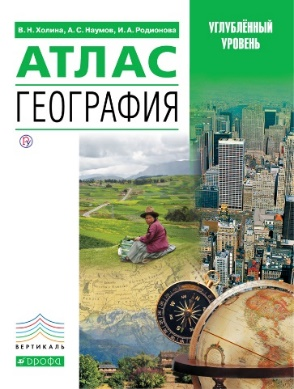 В. Н. Холина, А. С. Наумов, И. А. Родионова
УГЛУБЛЁННЫЙ
УРОВЕНЬ
АТЛАС
ГЕОГРАФИЯ
ВЕРТИКАЛЬ
ДРОФА